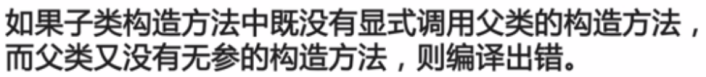 如果子类构造方法中既没有显式调用父类的构造方法，
而父类又没有无参的构造方法，则编译出错。